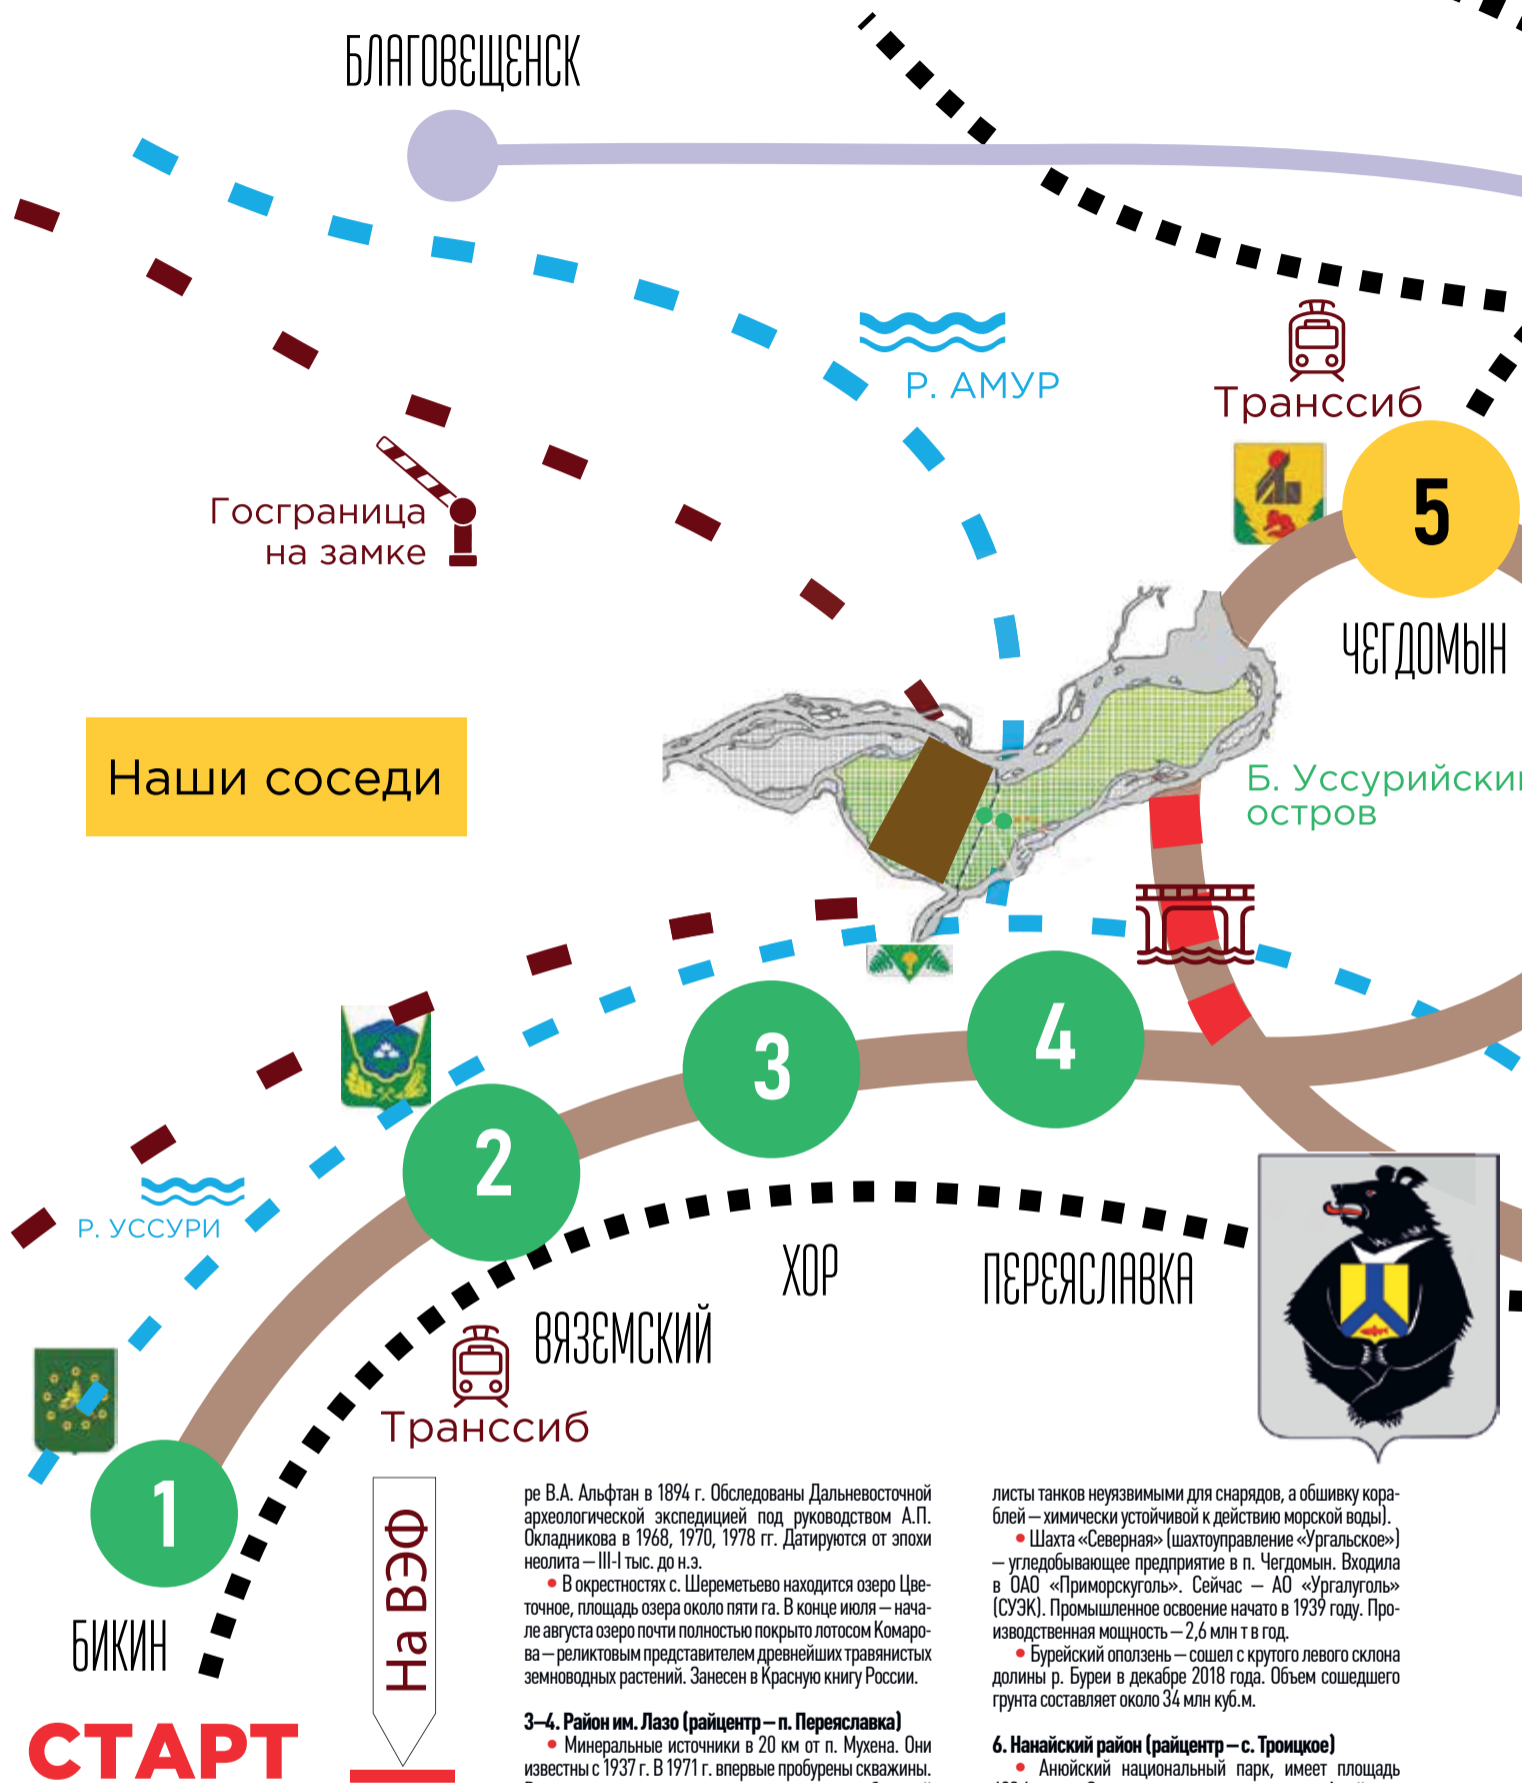 БЛАГОВЕЩЕНСК
Р. АМУР
Транссиб
Госграница
на замке
5
ЧЕГДОМЫН
Наши соседи
Б. Уссурийский
остров
4
3
2
Р. УССУРИ
ХОР
ПЕРЕЯСЛАВКА
ВЯЗЕМСКИЙ
Транссиб
1
БИКИН
СТАРТ
На ВЭФ
ре В.А. Альфтан в 1894 г. Обследованы Дальневосточной
археологической экспедицией под руководством А.П.
Окладникова в 1968, 1970, 1978 гг. Датируются от эпохи
неолита – III-I тыс. до н.э.
• В окрестностях с. Шереметьево находится озеро Цве-
точное, площадь озера около пяти га. В конце июля – нача-
ле августа озеро почти полностью покрыто лотосом Комаро-
ва – реликтовым представителем древнейших травянистых
земноводных растений. Занесен в Красную книгу России.
3–4. Район им. Лазо (райцентр – п. Переяславка)
• Минеральные источники в 20 км от п. Мухена. Они
известны с 1937 г. В 1971 г. впервые пробурены скважины.
листы танков неуязвимыми для снарядов, а обшивку кора-
блей – химически устойчивой к действию морской воды).
• Шахта «Северная» (шахтоуправление «Ургальское»)
– угледобывающее предприятие в п. Чегдомын. Входила
в ОАО «Приморскуголь». Сейчас – АО «Ургалуголь»
(СУЭК). Промышленное освоение начато в 1939 году. Про-
изводственная мощность – 2,6 млн т в год.
• Бурейский оползень – сошел с крутого левого склона
долины р. Буреи в декабре 2018 года. Объем сошедшего
грунта составляет около 34 млн куб.м.
6. Нанайский район (райцентр – с. Троицкое)
• Анюйский национальный парк, имеет площадь